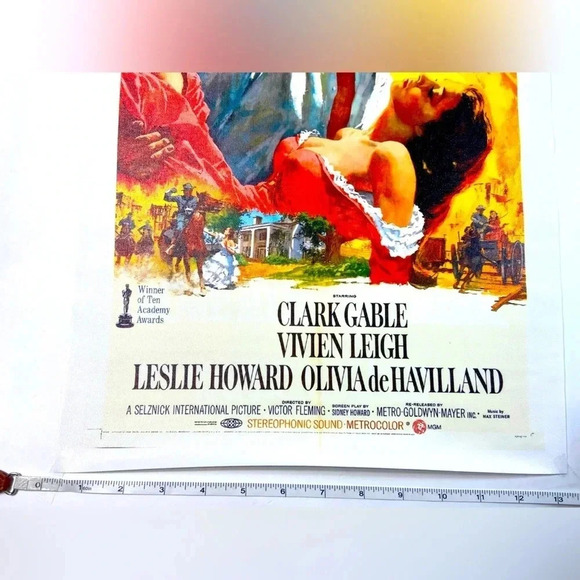 STARRING
Winner
of Ten
Academy
Awards
CLARK GABLE
VIVIEN LEIGH
LESLIE HOWARD OLIVIA de HAVILLAND
A SELZNICK INTERNATIONAL PICTURE • DIRECTED BY VICTOR FLEMING • SCREEN PLAY BY SIDNEY HOWARD • RE-RELEASED BY METRO-GOLDWYN-MAYER INC. • Music by MAX STEINER
STEREOPHONIC SOUND • METROCOLOR MGM
0 1 2 3 4 5 6 7 8 9 10 11 12 13